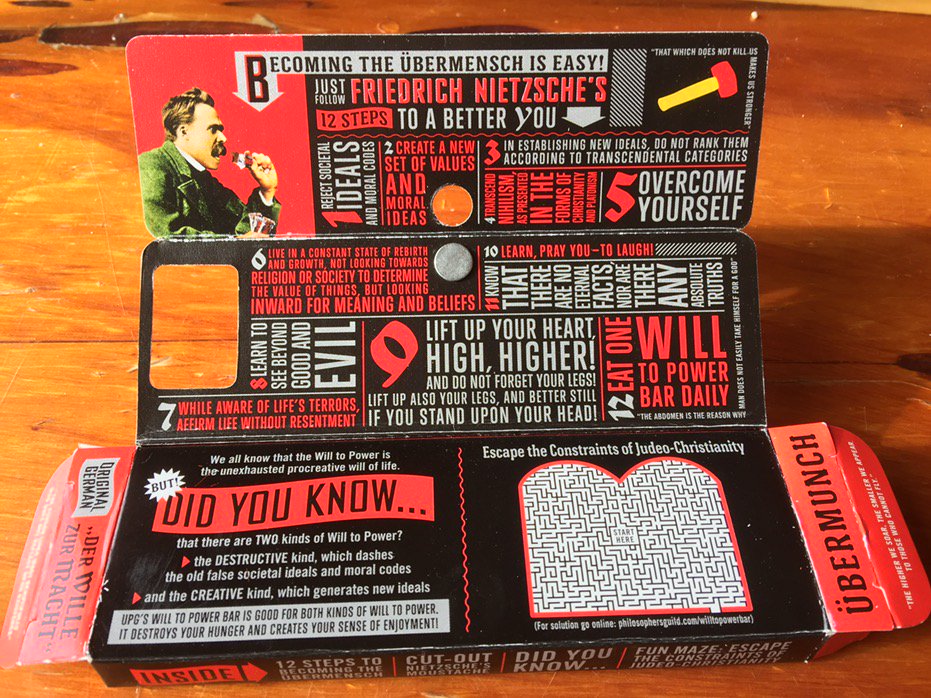 BECOMING THE ÜBERMENSCH IS EASY!
JUST FOLLOW
FRIEDRICH NIETZSCHE'S
12 STEPS TO A BETTER YOU
"THAT WHICH DOES NOT KILL US
MAKES US STRONGER"
1 REJECT SOCIETAL
IDEALS
AND MORAL CODES
2 CREATE A NEW
SET OF VALUES
AND
MORAL
IDEAS
3 IN ESTABLISHING NEW IDEALS, DO NOT RANK THEM
ACCORDING TO TRANSCENDENTAL CATEGORIES
4 TRANSCEND
NIHILISM,
AS PRESENTED
IN THE
FORMS OF
CHRISTIANITY
AND PLATONISM
5 OVERCOME
YOURSELF
6 LIVE IN A CONSTANT STATE OF REBIRTH
AND GROWTH, NOT LOOKING TOWARDS
RELIGION OR SOCIETY TO DETERMINE
THE VALUE OF THINGS, BUT LOOKING
INWARD FOR MEANING AND BELIEFS
7 WHILE AWARE OF LIFE'S TERRORS,
AFFIRM LIFE WITHOUT RESENTMENT
8 LEARN TO
SEE BEYOND
GOOD AND
EVIL
9 LIFT UP YOUR HEART,
HIGH, HIGHER!
AND DO NOT FORGET YOUR LEGS!
LIFT UP ALSO YOUR LEGS, AND BETTER STILL
IF YOU STAND UPON YOUR HEAD!
10 LEARN, PRAY YOU—TO LAUGH!
11 KNOW
THAT
THERE
ARE NO
ETERNAL
FACTS,
NOR ARE
THERE
ANY
ABSOLUTE
TRUTHS
12 EAT ONE
WILL
TO POWER
BAR DAILY
"THE ABDOMEN IS THE REASON WHY
MAN DOES NOT EASILY TAKE HIMSELF FOR A GOD"
We all know that the Will to Power is
the unexhausted procreative will of life.
BUT!
DID YOU KNOW...
that there are TWO kinds of Will to Power?
the DESTRUCTIVE kind, which dashes
the old false societal ideals and moral codes
and the CREATIVE kind, which generates new ideals
UPG'S WILL TO POWER BAR IS GOOD FOR BOTH KINDS OF WILL TO POWER.
IT DESTROYS YOUR HUNGER AND CREATES YOUR SENSE OF ENJOYMENT!
Escape the Constraints of Judeo-Christianity
START
HERE
(For solution go online: philosophersguild.com/willtopowerbar)
ORIGINAL
GERMAN
"DER WILLE
ZUR MACHT"
ÜBERMUNCH
"THE HIGHER WE SOAR, THE SMALLER WE APPEAR
TO THOSE WHO CANNOT FLY."
INSIDE
12 STEPS TO
BECOMING THE
ÜBERMENSCH
CUT-OUT
NIETZSCHE'S
MOUSTACHE
DID YOU
KNOW...
FUN MAZE, ESCAPE
THE CONSTRAINTS OF
JUDEO-CHRISTIANITY